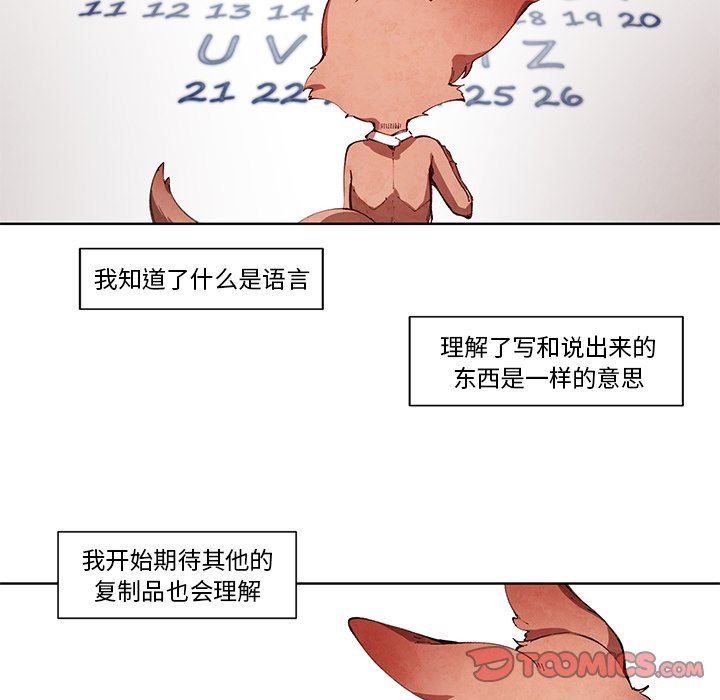 11 12 13 14 18 19 20
U V Z
21 22 25 26
我知道了什么是语言
理解了写和说出来的
东西是一样的意思
我开始期待其他的
复制品也会理解
TOOMICS.COM